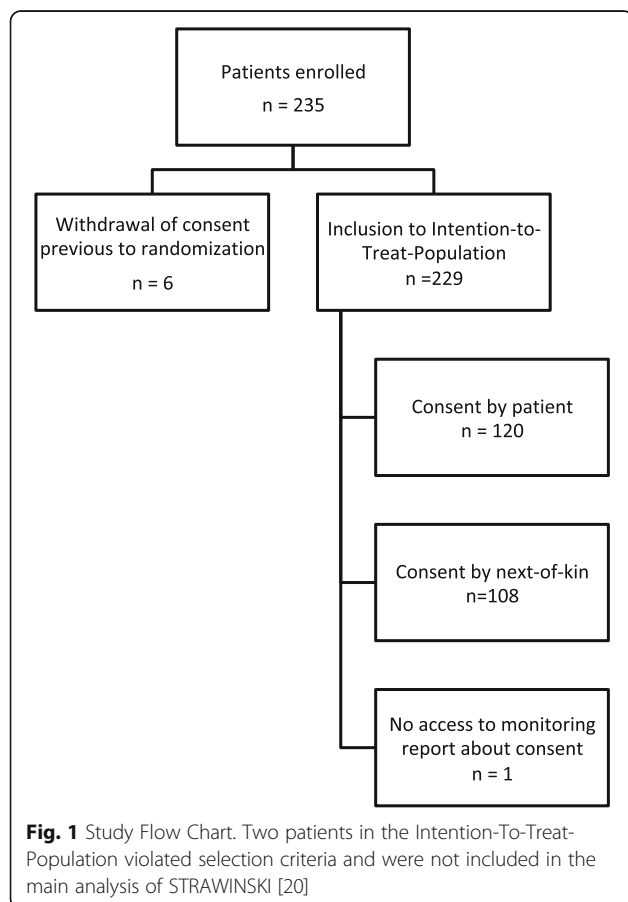 Patients enrolled
n = 235
Withdrawal of consent
previous to randomization
n = 6
Inclusion to Intention-to-
Treat-Population
n =229
Consent by patient
n = 120
Consent by next-of-kin
n=108
No access to monitoring
report about consent
n = 1
Fig. 1 Study Flow Chart. Two patients in the Intention-To-Treat-
Population violated selection criteria and were not included in the
main analysis of STRAWINSKI [20]